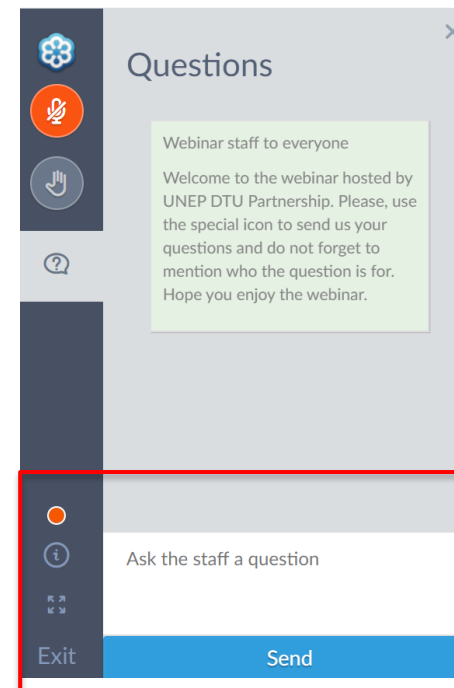 Questions
Webinar staff to everyone
Welcome to the webinar hosted by
UNEP DTU Partnership. Please, use
the special icon to send us your
questions and do not forget to
mention who the question is for.
Hope you enjoy the webinar.
Ask the staff a question
Exit
Send